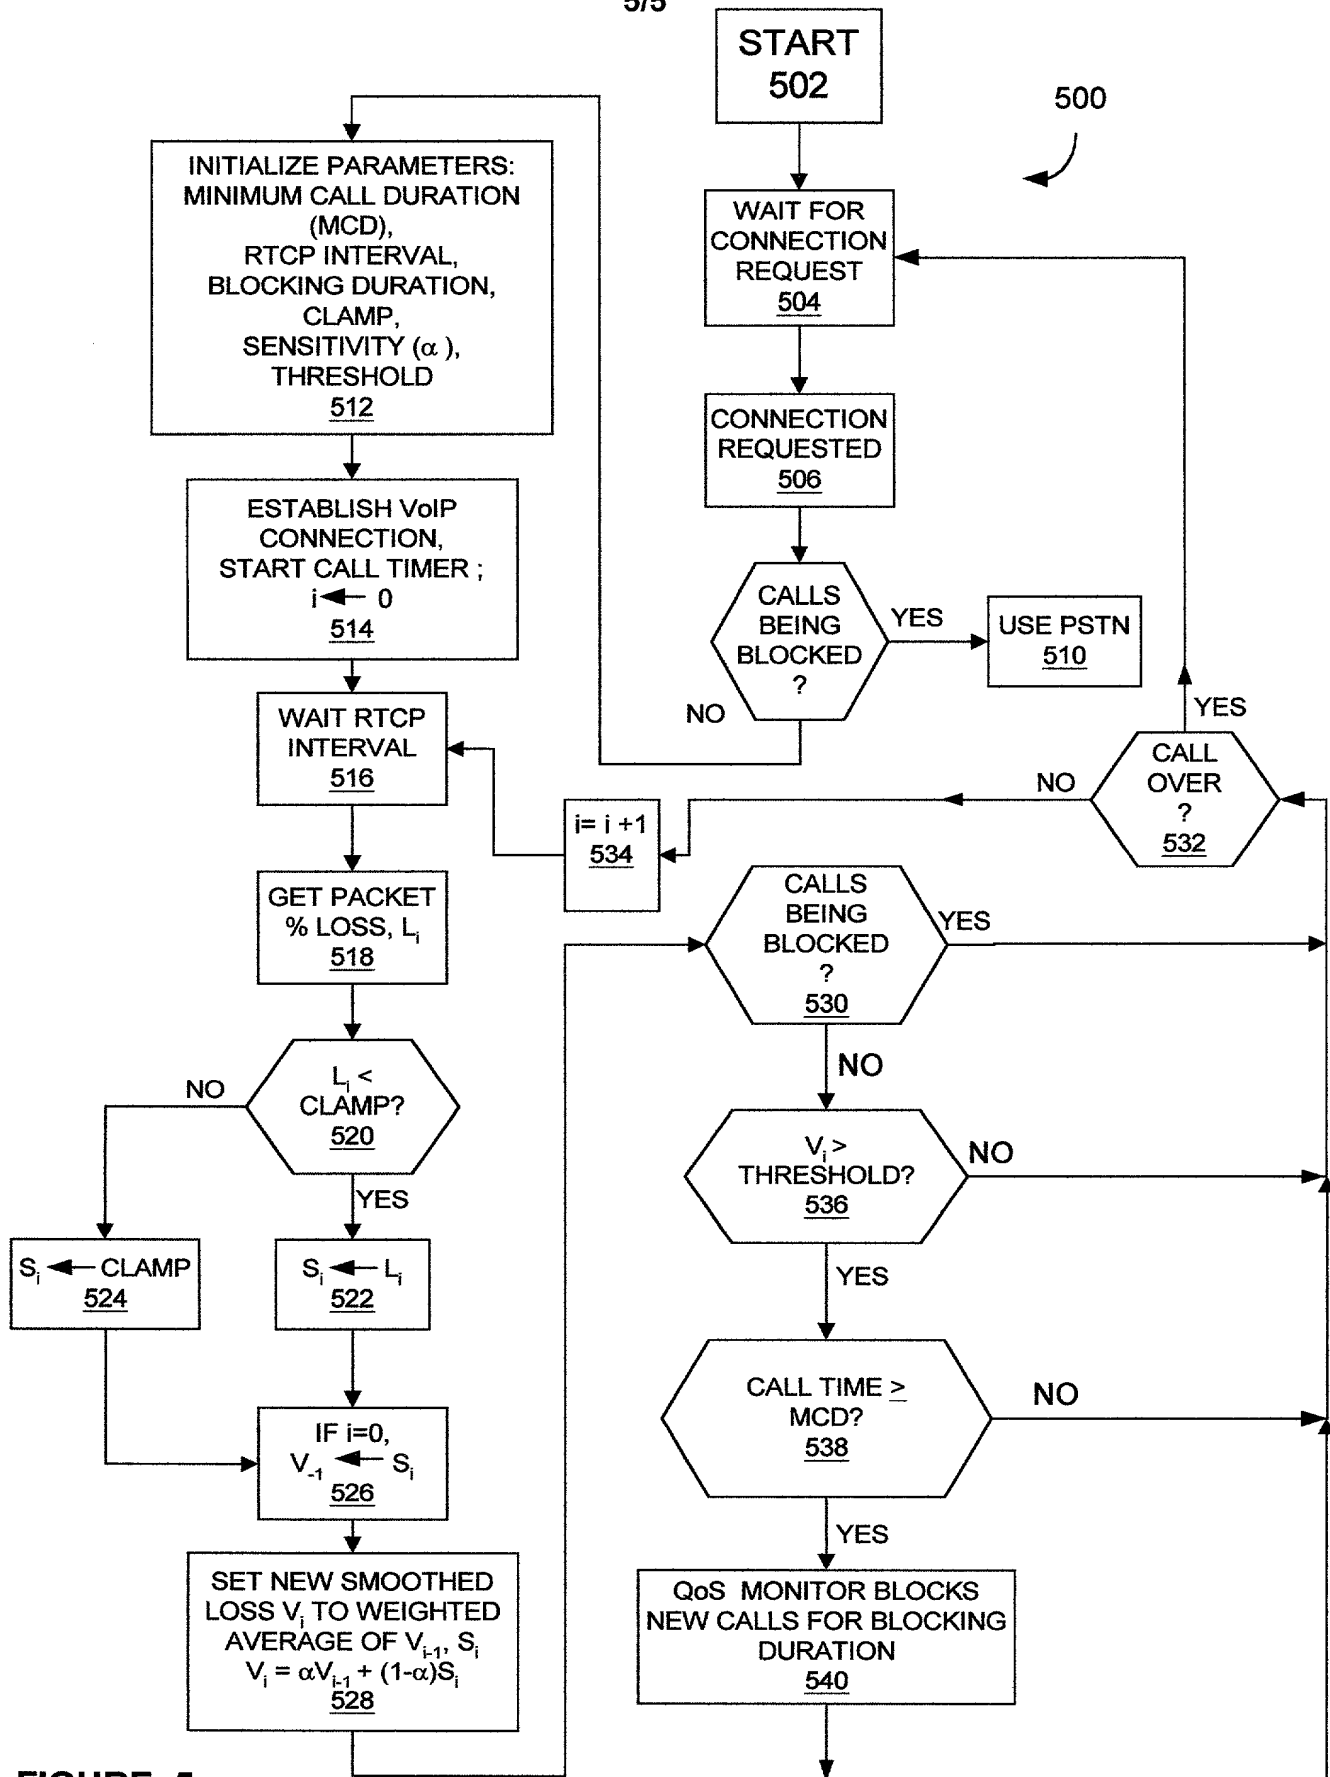 5/5
START
502
500
INITIALIZE PARAMETERS:
MINIMUM CALL DURATION
(MCD),
RTCP INTERVAL,
BLOCKING DURATION,
CLAMP,
SENSITIVITY (α ),
THRESHOLD
512
WAIT FOR
CONNECTION
REQUEST
504
CONNECTION
REQUESTED
506
ESTABLISH VoIP
CONNECTION,
START CALL TIMER ;
i ← 0
514
CALLS
BEING
BLOCKED
?
YES
USE PSTN
510
NO
WAIT RTCP
INTERVAL
516
YES
CALL
OVER
?
532
NO
i= i +1
534
GET PACKET
% LOSS, Li
518
CALLS
BEING
BLOCKED
?
530
YES
NO
Li <
CLAMP?
520
NO
YES
Vi >
THRESHOLD?
536
NO
YES
Si ← CLAMP
524
Si ← Li
522
CALL TIME ≥
MCD?
538
NO
YES
IF i=0,
V-1 ← Si
526
SET NEW SMOOTHED
LOSS Vi TO WEIGHTED
AVERAGE OF Vi-1, Si
Vi = αVi-1 + (1-α)Si
528
QoS MONITOR BLOCKS
NEW CALLS FOR BLOCKING
DURATION
540